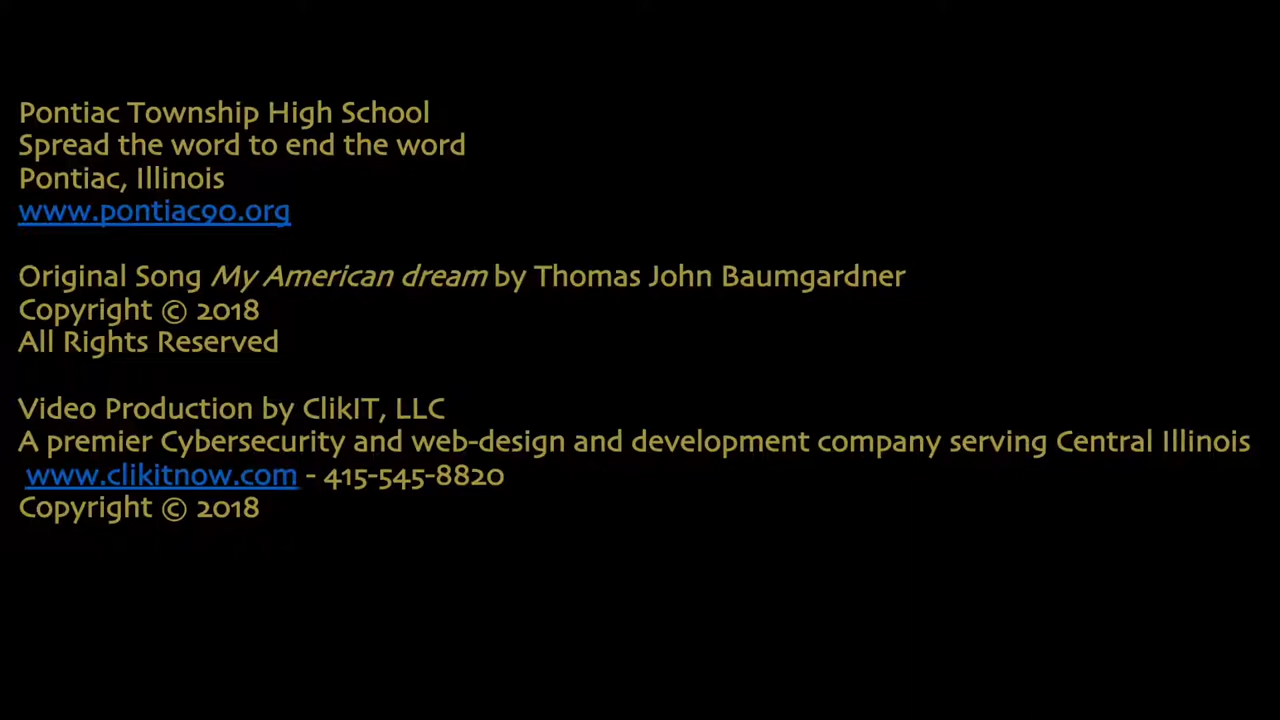 Pontiac Township High School
Spread the word to end the word
Pontiac, Illinois
www.pontiac90.org
Original Song My American dream by Thomas John Baumgardner
Copyright © 2018
All Rights Reserved
Video Production by ClikIT, LLC
A premier Cybersecurity and web-design and development company serving Central Illinois
www.clikitnow.com - 415-545-8820
Copyright © 2018